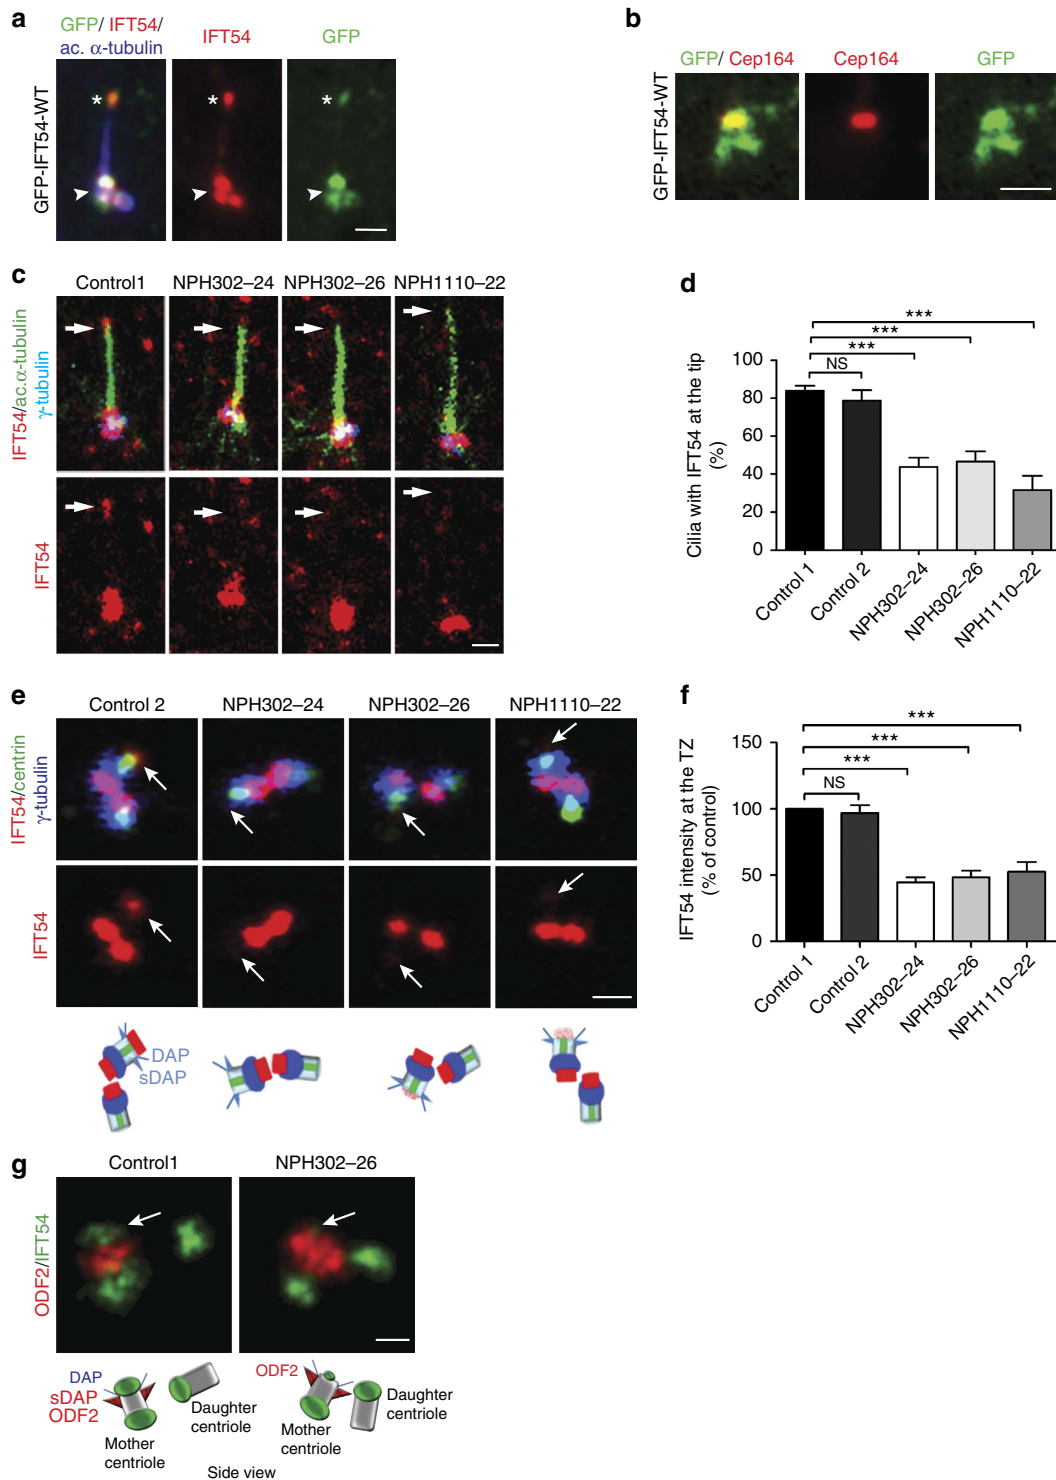 a
GFP/ IFT54/
ac. α-tubulin
IFT54
GFP
GFP-IFT54-WT
*
*
*
b
GFP/ Cep164
Cep164
GFP
GFP-IFT54-WT
c
Control1
NPH302–24
NPH302–26
NPH1110–22
IFT54/ac.α-tubulin
γ-tubulin
IFT54
d
Cilia with IFT54 at the tip
(%)
100
80
60
40
20
0
NS
***
***
***
Control 1
Control 2
NPH302–24
NPH302–26
NPH1110–22
e
Control 2
NPH302–24
NPH302–26
NPH1110–22
IFT54/centrin
γ-tubulin
IFT54
DAP
sDAP
f
IFT54 intensity at the TZ
(% of control)
150
100
50
0
NS
***
***
***
Control 1
Control 2
NPH302–24
NPH302–26
NPH1110–22
g
Control1
NPH302–26
ODF2/IFT54
DAP
sDAP
ODF2
Mother
centriole
Daughter
centriole
ODF2
Mother
centriole
Daughter
centriole
Side view